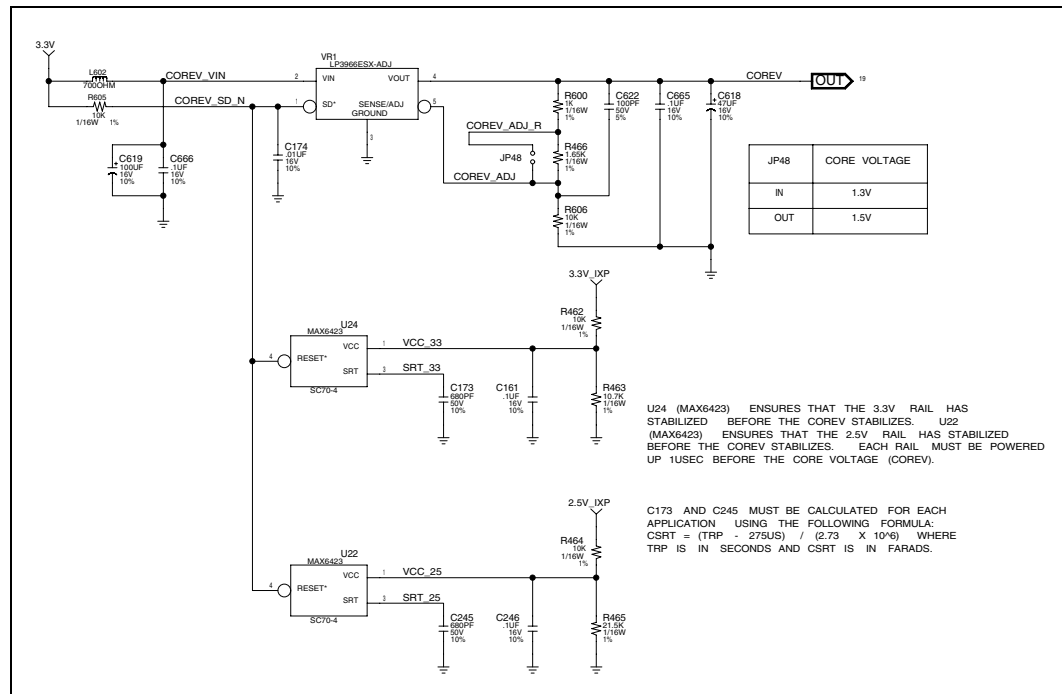 3.3V
L602
700OHM
R605
10K
1/16W 1%
COREV_VIN
COREV_SD_N
C619
100UF
16V
10%
C666
.1UF
16V
10%
C174
.01UF
16V
10%
VR1
LP3966ESX-ADJ
2 VIN VOUT 4
1 SD* SENSE/ADJ 5
GROUND
3
COREV_ADJ_R
JP48
COREV_ADJ
R600
1K
1/16W
1%
R466
1.65K
1/16W
1%
R606
10K
1/16W
1%
C622
100PF
50V
5%
C665
.1UF
16V
10%
C618
47UF
16V
10%
COREV
OUT 19
JP48 CORE VOLTAGE
IN 1.3V
OUT 1.5V
U24
MAX6423
4 RESET* VCC 1
SRT 3
SC70-4
VCC_33
SRT_33
C173
680PF
50V
10%
C161
.1UF
16V
10%
3.3V_IXP
R462
10K
1/16W
1%
R463
10.7K
1/16W
1%
U24 (MAX6423) ENSURES THAT THE 3.3V RAIL HAS
STABILIZED BEFORE THE COREV STABILIZES. U22
(MAX6423) ENSURES THAT THE 2.5V RAIL HAS STABILIZED
BEFORE THE COREV STABILIZES. EACH RAIL MUST BE POWERED
UP 1USEC BEFORE THE CORE VOLTAGE (COREV).
C173 AND C245 MUST BE CALCULATED FOR EACH
APPLICATION USING THE FOLLOWING FORMULA:
CSRT = (TRP - 275US) / (2.73 X 10^6) WHERE
TRP IS IN SECONDS AND CSRT IS IN FARADS.
U22
MAX6423
4 RESET* VCC 1
SRT 3
SC70-4
VCC_25
SRT_25
C245
680PF
50V
10%
C246
.1UF
16V
10%
2.5V_IXP
R464
10K
1/16W
1%
R465
21.5K
1/16W
1%